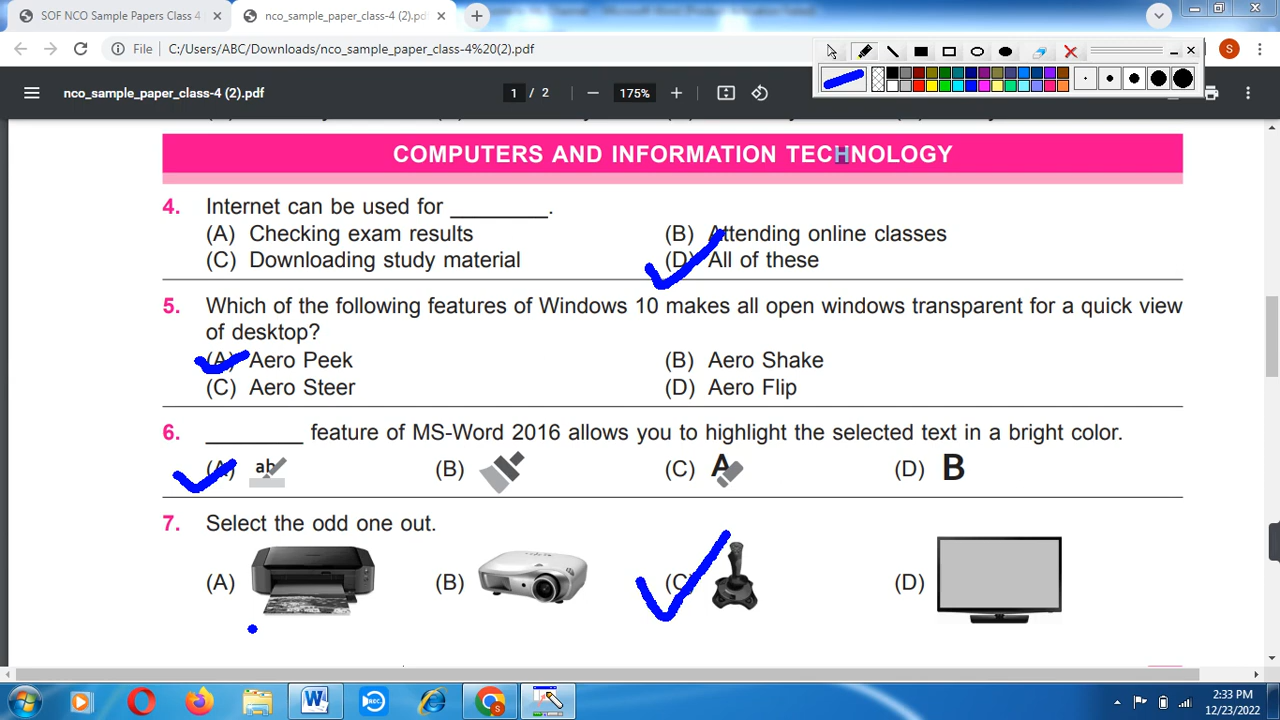 SOF NCO Sample Papers Class 4
nco_sample_paper_class-4 (2).pdf
File
C:/Users/ABC/Downloads/nco_sample_paper_class-4%20(2).pdf
S
nco_sample_paper_class-4 (2).pdf
1 / 2
175%
COMPUTERS AND INFORMATION TECHNOLOGY
4. Internet can be used for ________.
(A) Checking exam results (B) Attending online classes
(C) Downloading study material (D) All of these
5. Which of the following features of Windows 10 makes all open windows transparent for a quick view
of desktop?
(A) Aero Peek (B) Aero Shake
(C) Aero Steer (D) Aero Flip
6. ________ feature of MS-Word 2016 allows you to highlight the selected text in a bright color.
(A) ab (B) (C) A (D) B
7. Select the odd one out.
(A) (B) (C) (D)
2:33 PM
12/23/2022